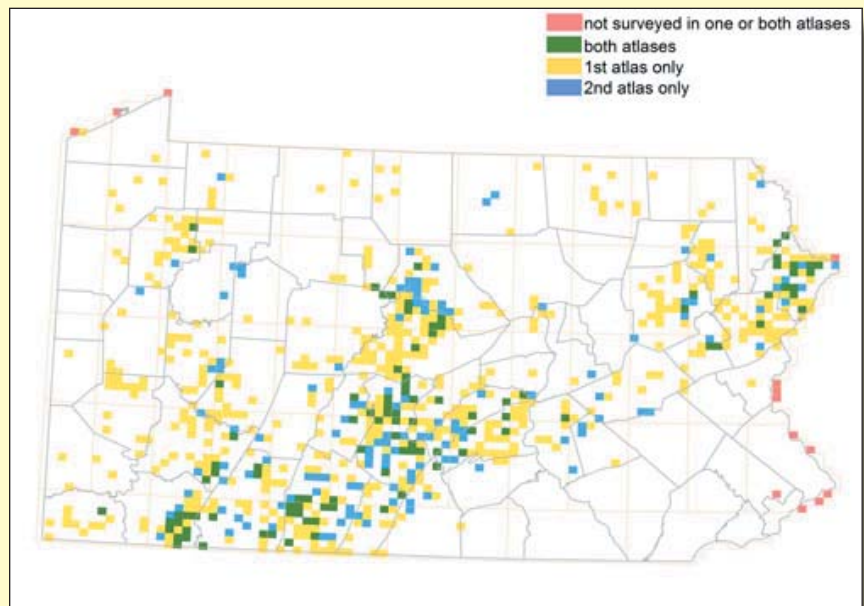 not surveyed in one or both atlases
both atlases
1st atlas only
2nd atlas only